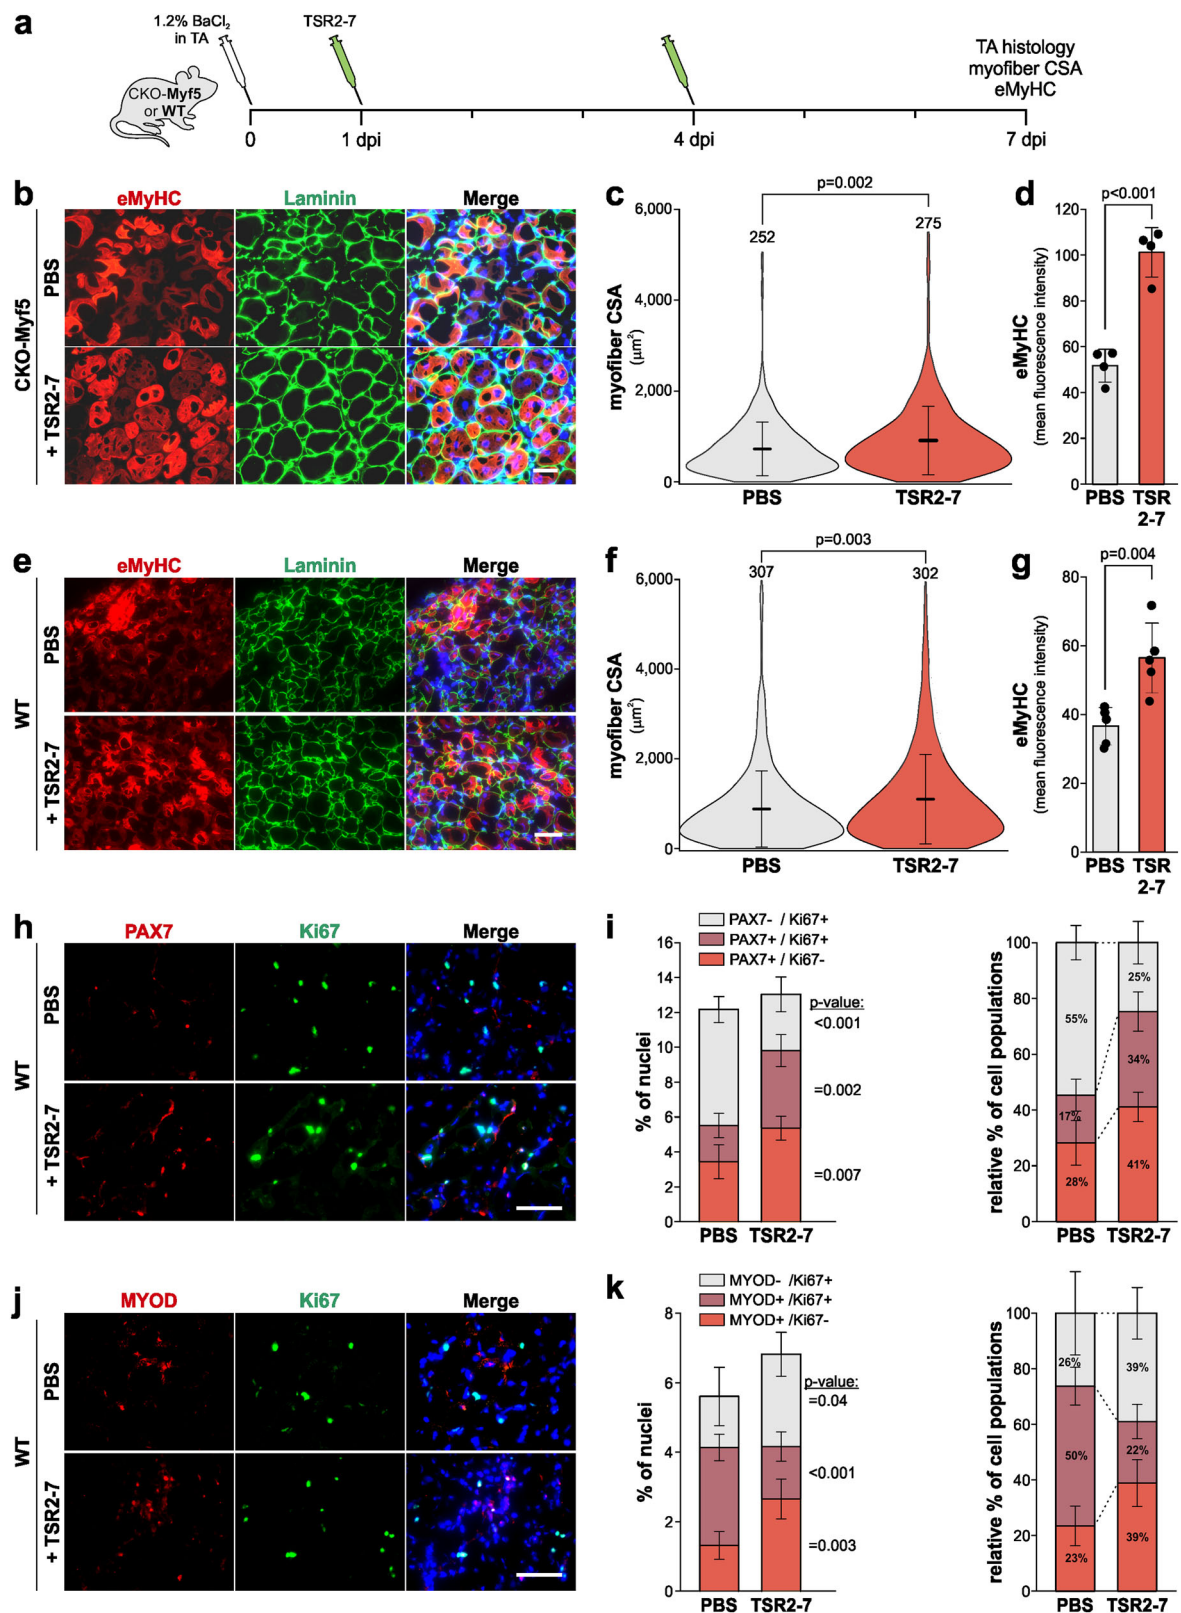 a
1.2% BaCl2
in TA
TSR2-7
CKO-Myf5
or WT
TA histology
myofiber CSA
eMyHC
0
1 dpi
4 dpi
7 dpi
b
eMyHC
Laminin
Merge
CKO-Myf5
PBS
+ TSR2-7
c
p=0.002
6,000
4,000
2,000
0
252
275
myofiber CSA
(μm²)
PBS
TSR2-7
d
p<0.001
120
100
80
60
40
20
0
eMyHC
(mean fluorescence intensity)
PBS
TSR
2-7
e
eMyHC
Laminin
Merge
WT
PBS
+ TSR2-7
f
p=0.003
6,000
4,000
2,000
0
307
302
myofiber CSA
(μm²)
PBS
TSR2-7
g
p=0.004
80
60
40
20
0
eMyHC
(mean fluorescence intensity)
PBS
TSR
2-7
h
PAX7
Ki67
Merge
WT
PBS
+ TSR2-7
i
PAX7- / Ki67+
PAX7+ / Ki67+
PAX7+ / Ki67-
16
14
12
10
8
6
4
2
0
% of nuclei
p-value:
<0.001
=0.002
=0.007
PBS
TSR2-7
100
80
60
40
20
0
relative % of cell populations
55%
17%
28%
25%
34%
41%
PBS
TSR2-7
j
MYOD
Ki67
Merge
WT
PBS
+ TSR2-7
k
MYOD- /Ki67+
MYOD+ /Ki67+
MYOD+ /Ki67-
8
6
4
2
0
% of nuclei
p-value:
=0.04
<0.001
=0.003
PBS
TSR2-7
100
80
60
40
20
0
relative % of cell populations
26%
50%
23%
39%
22%
39%
PBS
TSR2-7